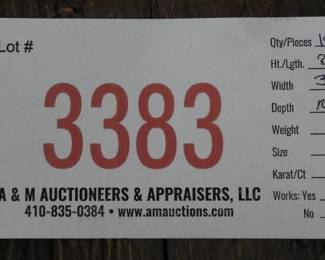 Lot #
3383
A & M AUCTIONEERS & APPRAISERS, LLC
410-835-0384 • www.amauctions.com
Qty/Pieces
Ht./Lgth.
Width
Depth
Weight
Size
Karat/Ct
Works: Yes
No